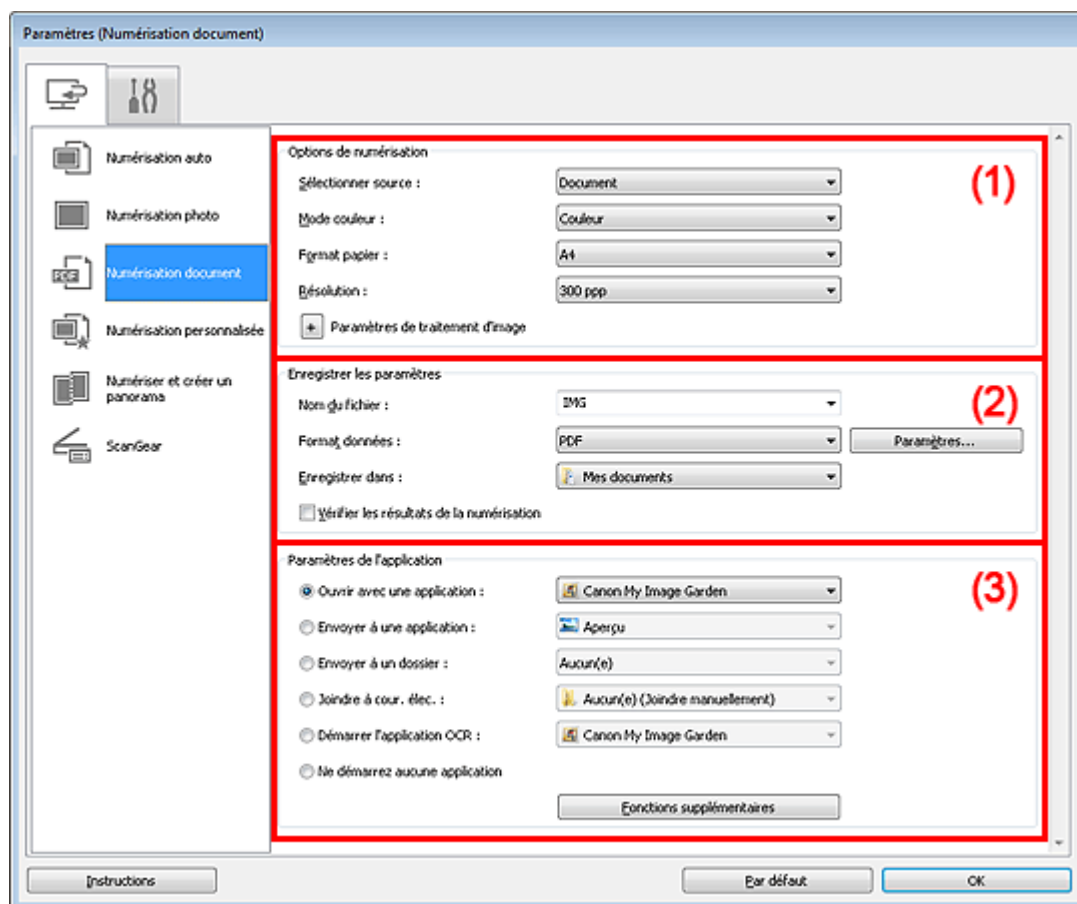 Paramètres (Numérisation document)
Numérisation auto
Numérisation photo
PDF
Numérisation document
Numérisation personnalisée
Numériser et créer un
panorama
ScanGear
Options de numérisation
(1)
Sélectionner source : Document
Mode couleur : Couleur
Format papier : A4
Résolution : 300 ppp
+ Paramètres de traitement d'image
Enregistrer les paramètres
(2)
Nom du fichier : IMG
Format données : PDF Paramètres...
Enregistrer dans : Mes documents
Vérifier les résultats de la numérisation
Paramètres de l'application
(3)
Ouvrir avec une application : Canon My Image Garden
Envoyer à une application : Aperçu
Envoyer à un dossier : Aucun(e)
Joindre à cour. élec. : Aucun(e) (Joindre manuellement)
Démarrer l'application OCR : Canon My Image Garden
Ne démarrez aucune application
Fonctions supplémentaires
Instructions Par défaut OK